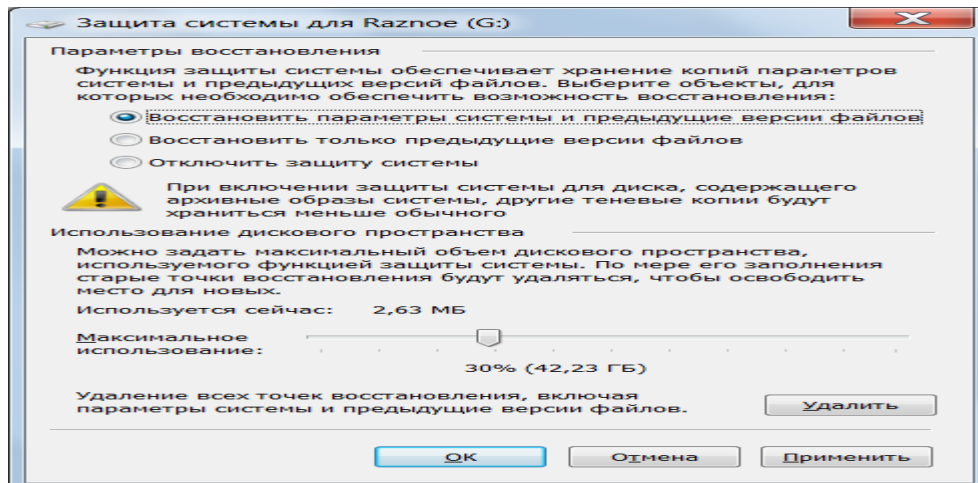 Защита системы для Raznoe (G:)
Параметры восстановления
Функция защиты системы обеспечивает хранение копий параметров
системы и предыдущих версий файлов. Выберите объекты, для
которых необходимо обеспечить возможность восстановления:
Восстановить параметры системы и предыдущие версии файлов
Восстановить только предыдущие версии файлов
Отключить защиту системы
При включении защиты системы для диска, содержащего
архивные образы системы, другие теневые копии будут
храниться меньше обычного
Использование дискового пространства
Можно задать максимальный объем дискового пространства,
используемого функцией защиты системы. По мере его заполнения
старые точки восстановления будут удаляться, чтобы освободить
место для новых.
Используется сейчас: 2,63 МБ
Максимальное
использование:
30% (42,23 ГБ)
Удаление всех точек восстановления, включая
параметры системы и предыдущие версии файлов.
Удалить
ОК Отмена Применить